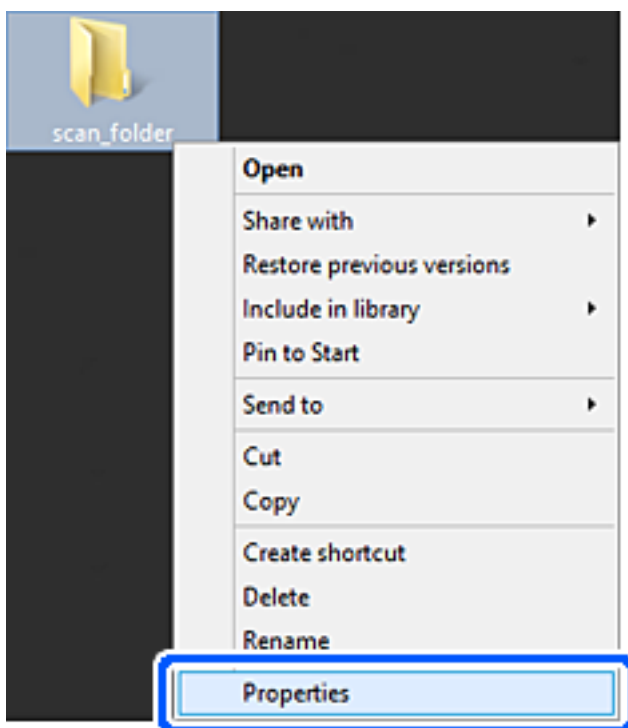 scan_folder
Open
Share with
Restore previous versions
Include in library
Pin to Start
Send to
Cut
Copy
Create shortcut
Delete
Rename
Properties